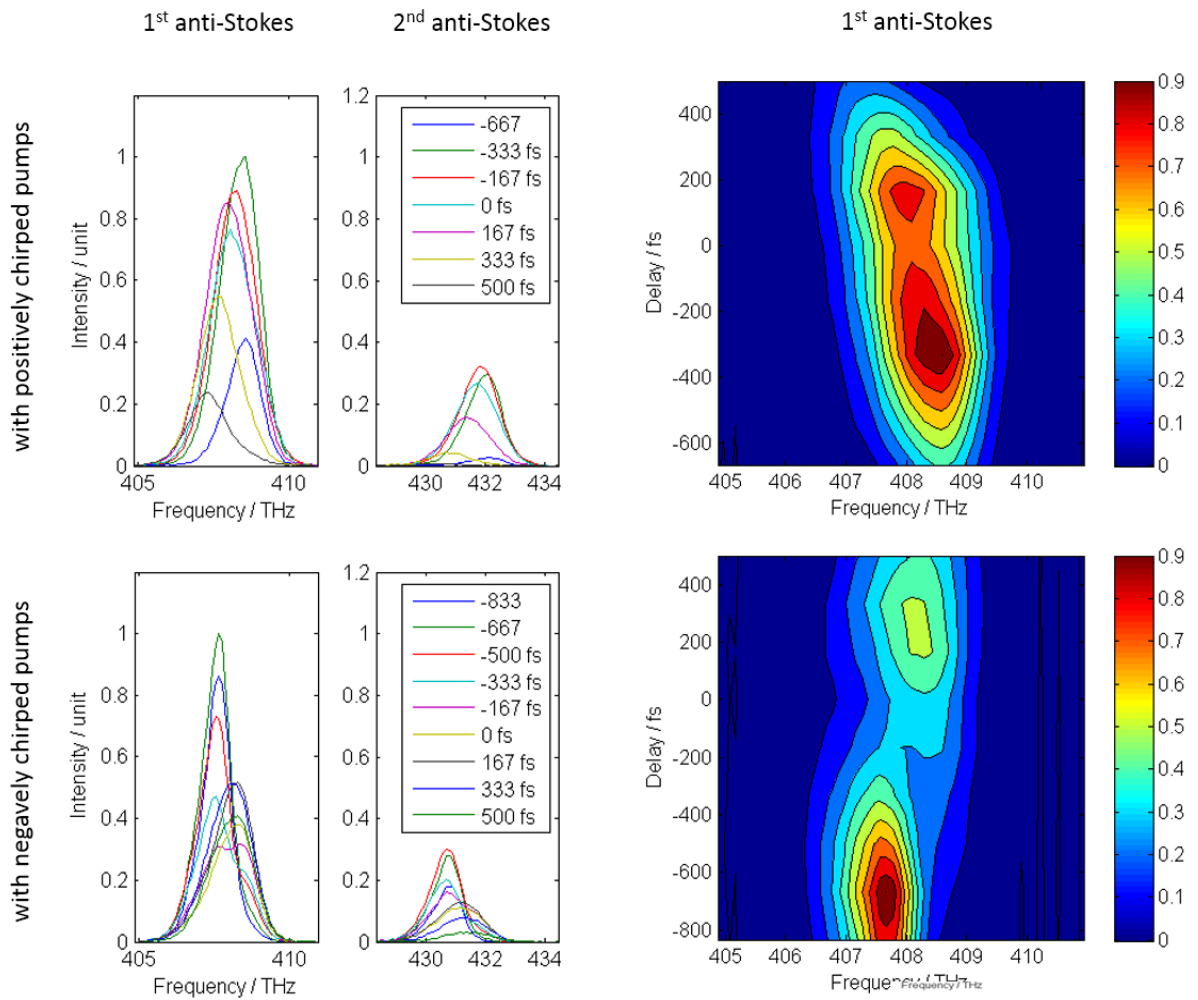 1st anti-Stokes
2nd anti-Stokes
1st anti-Stokes
with positively chirped pumps
1.2
1
0.8
0.6
0.4
0.2
0
Intensity / unit
405
410
Frequency / THz
1.2
1
0.8
0.6
0.4
0.2
0
-667
-333 fs
-167 fs
0 fs
167 fs
333 fs
500 fs
430
432
434
Frequency / THz
400
200
0
-200
-400
-600
Delay / fs
405
406
407
408
409
410
Frequency / THz
0.9
0.8
0.7
0.6
0.5
0.4
0.3
0.2
0.1
0
with negavely chirped pumps
1.2
1
0.8
0.6
0.4
0.2
0
Intensity / unit
405
410
Frequency / THz
1.2
1
0.8
0.6
0.4
0.2
0
-833
-667
-500 fs
-333 fs
-167 fs
0 fs
167 fs
333 fs
500 fs
430
432
434
Frequency / THz
400
200
0
-200
-400
-600
-800
Delay / fs
405
406
407
408
409
410
Frequency / THz
Frequency / THz
0.9
0.8
0.7
0.6
0.5
0.4
0.3
0.2
0.1
0